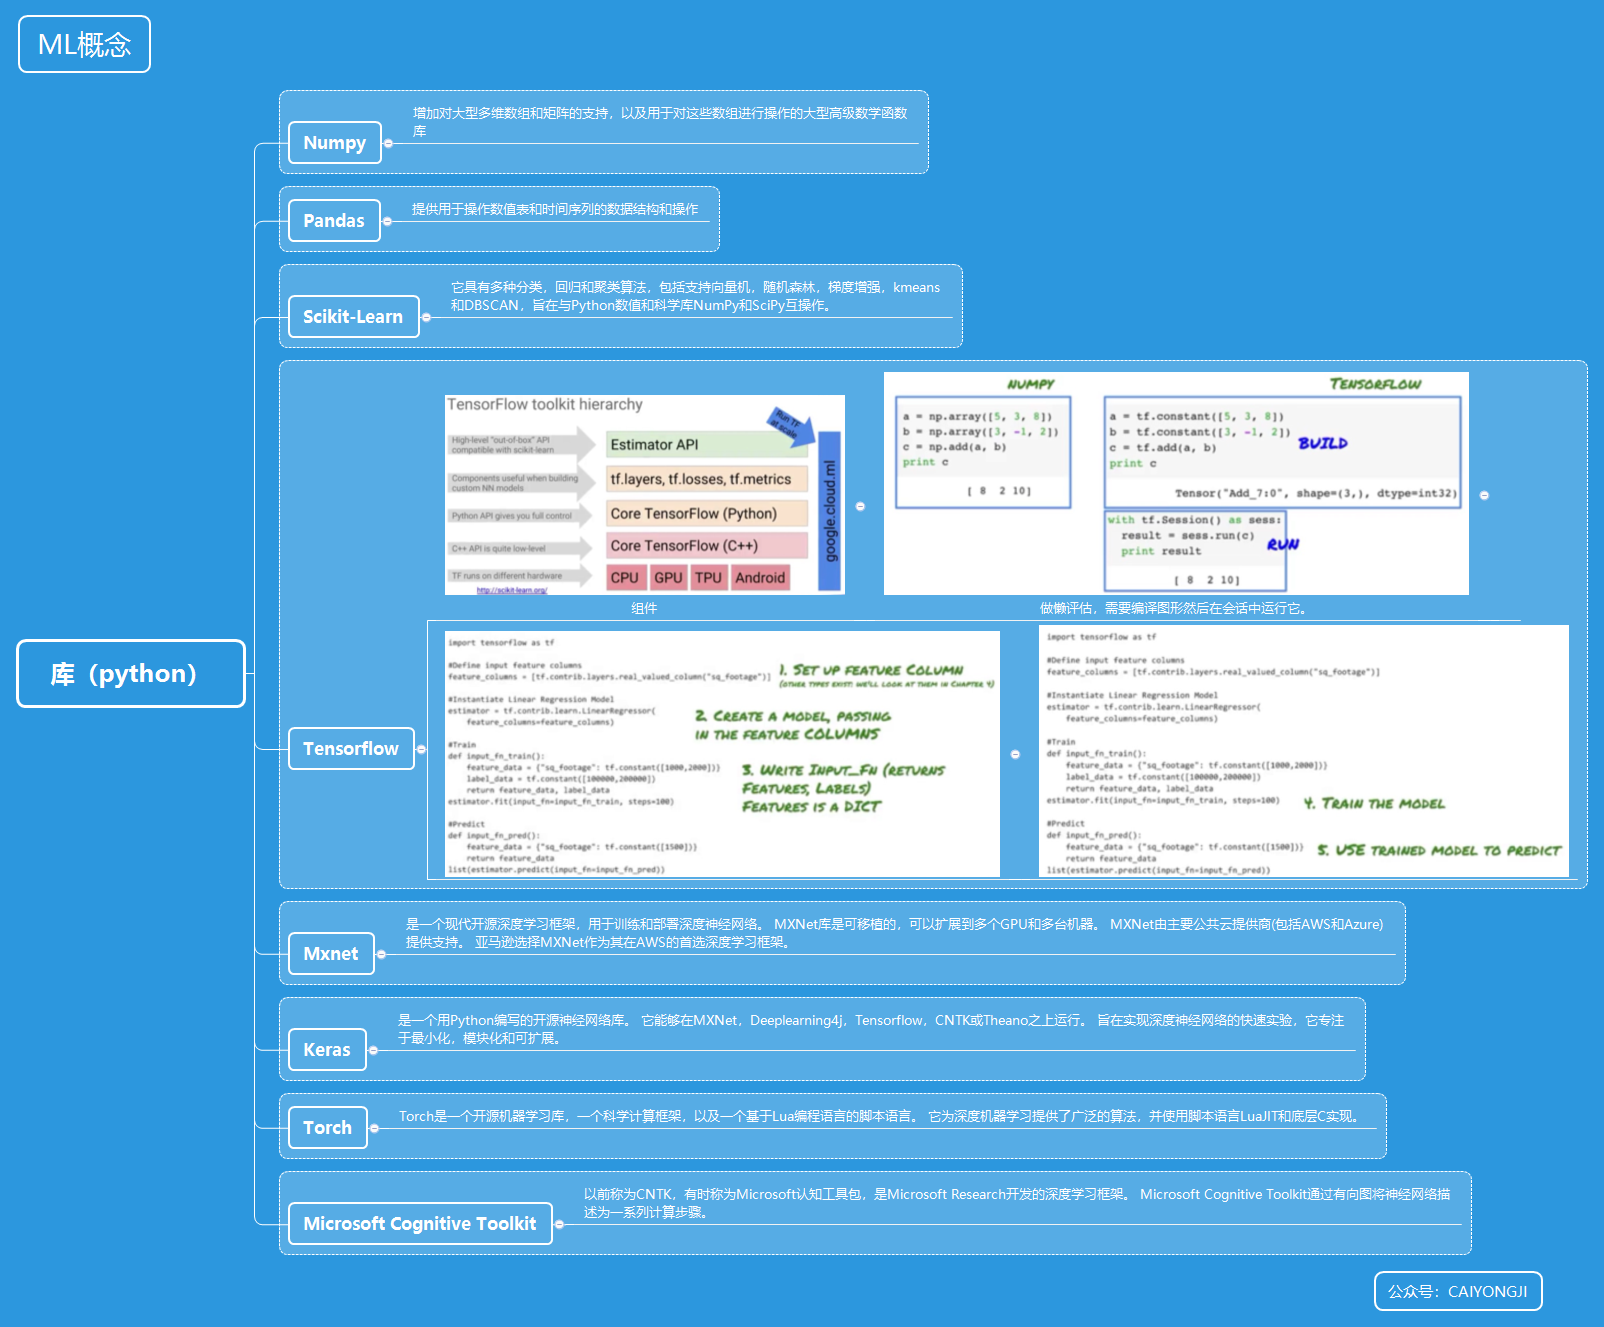 ML概念
Numpy
增加对大型多维数组和矩阵的支持，以及用于对这些数组进行操作的大型高级数学函数
库
Pandas
提供用于操作数值表和时间序列的数据结构和操作
Scikit-Learn
它具有多种分类，回归和聚类算法，包括支持向量机，随机森林，梯度增强，kmeans
和DBSCAN，旨在与Python数值和科学库NumPy和SciPy互操作。
库（python）
Tensorflow
TensorFlow toolkit hierarchy
High-level "out-of-box" API
compatible with scikit-learn
Components useful when building
custom NN models
Python API gives you full control
C++ API is quite low-level
TF runs on different hardware
http://scikit-learn.org/
Estimator API
tf.layers, tf.losses, tf.metrics
Core TensorFlow (Python)
Core TensorFlow (C++)
CPU GPU TPU Android
Run TF
at scale
google.cloud.ml
组件
NUMPY
a = np.array([5, 3, 8])
b = np.array([3, -1, 2])
c = np.add(a, b)
print c
[ 8 2 10]
TENSORFLOW
a = tf.constant([5, 3, 8])
b = tf.constant([3, -1, 2])
c = tf.add(a, b)
print c
BUILD
Tensor("Add_7:0", shape=(3,), dtype=int32)
with tf.Session() as sess:
result = sess.run(c)
print result
RUN
[ 8 2 10]
做懒评估，需要编译图形然后在会话中运行它。
import tensorflow as tf
#Define input feature columns
feature_columns = [tf.contrib.layers.real_valued_column("sq_footage")]
#Instantiate Linear Regression Model
estimator = tf.contrib.learn.LinearRegressor(
feature_columns=feature_columns)
#Train
def input_fn_train():
feature_data = {"sq_footage": tf.constant([1000,2000])}
label_data = tf.constant([100000,200000])
return feature_data, label_data
estimator.fit(input_fn=input_fn_train, steps=100)
#Predict
def input_fn_pred():
feature_data = {"sq_footage": tf.constant([1500])}
return feature_data
list(estimator.predict(input_fn=input_fn_pred))
1. SET UP FEATURE COLUMN
(OTHER TYPES EXIST! WE'LL LOOK AT THEM IN CHAPTER 4)
2. CREATE A MODEL, PASSING
IN THE FEATURE COLUMNS
3. WRITE INPUT_FN (RETURNS
FEATURES, LABELS)
FEATURES IS A DICT
import tensorflow as tf
#Define input feature columns
feature_columns = [tf.contrib.layers.real_valued_column("sq_footage")]
#Instantiate Linear Regression Model
estimator = tf.contrib.learn.LinearRegressor(
feature_columns=feature_columns)
#Train
def input_fn_train():
feature_data = {"sq_footage": tf.constant([1000,2000])}
label_data = tf.constant([100000,200000])
return feature_data, label_data
estimator.fit(input_fn=input_fn_train, steps=100)
#Predict
def input_fn_pred():
feature_data = {"sq_footage": tf.constant([1500])}
return feature_data
list(estimator.predict(input_fn=input_fn_pred))
4. TRAIN THE MODEL
5. USE TRAINED MODEL TO PREDICT
Mxnet
是一个现代开源深度学习框架，用于训练和部署深度神经网络。 MXNet库是可移植的，可以扩展到多个GPU和多台机器。 MXNet由主要公共云提供商(包括AWS和Azure)
提供支持。 亚马逊选择MXNet作为其在AWS的首选深度学习框架。
Keras
是一个用Python编写的开源神经网络库。 它能够在MXNet，Deeplearning4j，Tensorflow，CNTK或Theano之上运行。 旨在实现深度神经网络的快速实验，它专注
于最小化，模块化和可扩展。
Torch
Torch是一个开源机器学习库，一个科学计算框架，以及一个基于Lua编程语言的脚本语言。 它为深度机器学习提供了广泛的算法，并使用脚本语言LuaJIT和底层C实现。
Microsoft Cognitive Toolkit
以前称为CNTK，有时称为Microsoft认知工具包，是Microsoft Research开发的深度学习框架。 Microsoft Cognitive Toolkit通过有向图将神经网络描
述为一系列计算步骤。
公众号：CAIYONGJI